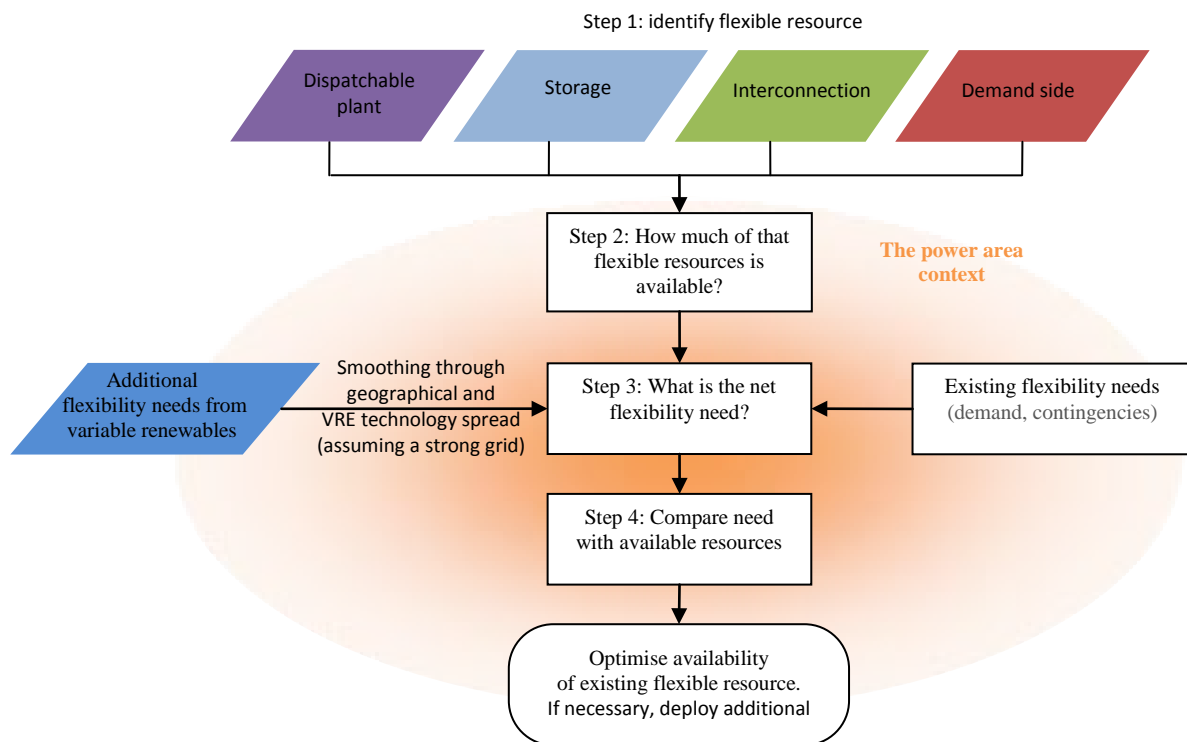 Step 1: identify flexible resource
Dispatchable
plant
Storage
Interconnection
Demand side
Step 2: How much of that
flexible resources is
available?
The power area
context
Additional
flexibility needs from
variable renewables
Smoothing through
geographical and
VRE technology spread
(assuming a strong grid)
Step 3: What is the net
flexibility need?
Existing flexibility needs
(demand, contingencies)
Step 4: Compare need
with available resources
Optimise availability
of existing flexible resource.
If necessary, deploy additional